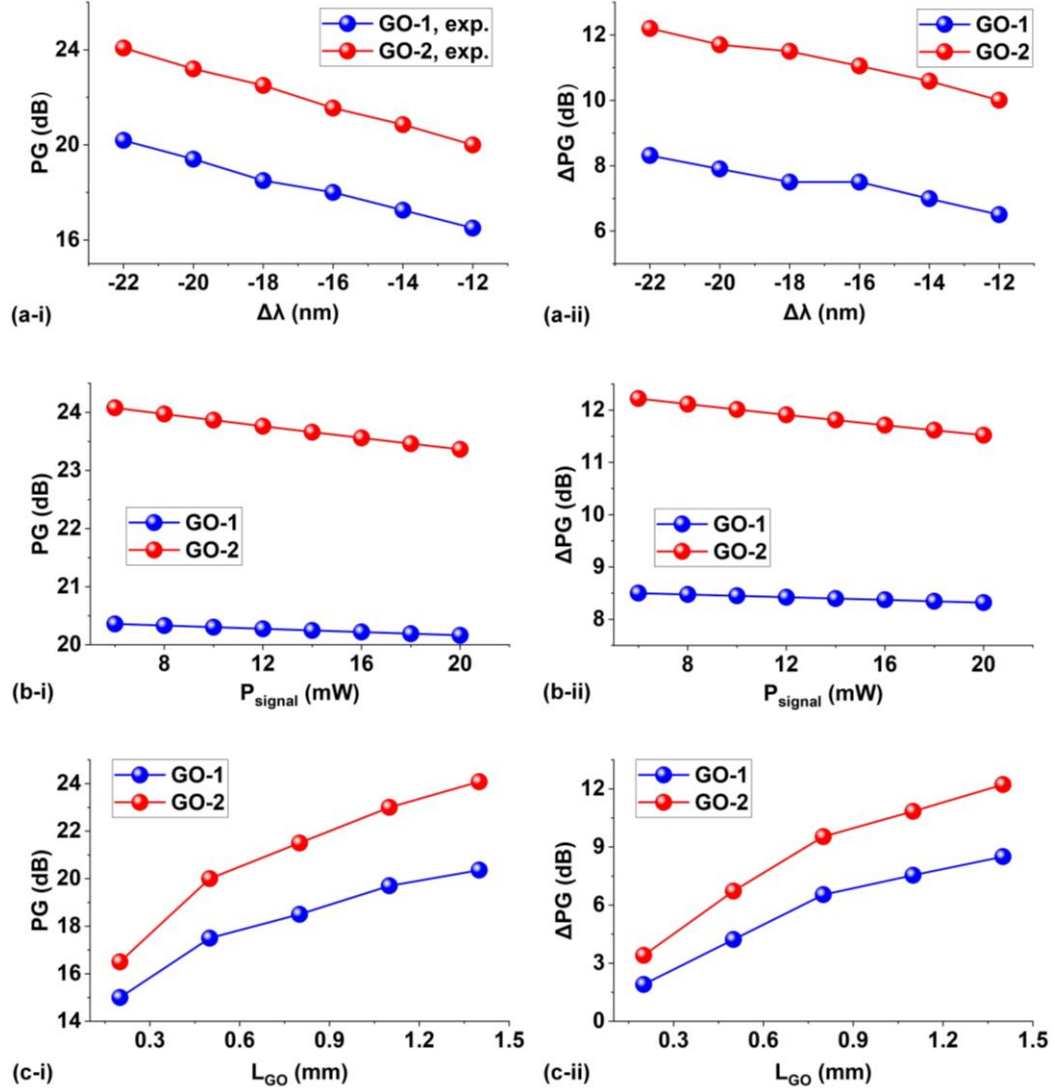 GO-1, exp.
GO-2, exp.
24
20
16
PG (dB)
-22 -20 -18 -16 -14 -12
(a-i)
Δλ (nm)
GO-1
GO-2
12
10
8
6
ΔPG (dB)
-22 -20 -18 -16 -14 -12
(a-ii)
Δλ (nm)
24
23
22
21
20
PG (dB)
GO-1
GO-2
8 12 16 20
(b-i)
Psignal (mW)
12
11
10
9
8
ΔPG (dB)
GO-1
GO-2
8 12 16 20
(b-ii)
Psignal (mW)
GO-1
GO-2
24
22
20
18
16
14
PG (dB)
0.3 0.6 0.9 1.2 1.5
(c-i)
LGO (mm)
GO-1
GO-2
12
9
6
3
0
ΔPG (dB)
0.3 0.6 0.9 1.2 1.5
(c-ii)
LGO (mm)